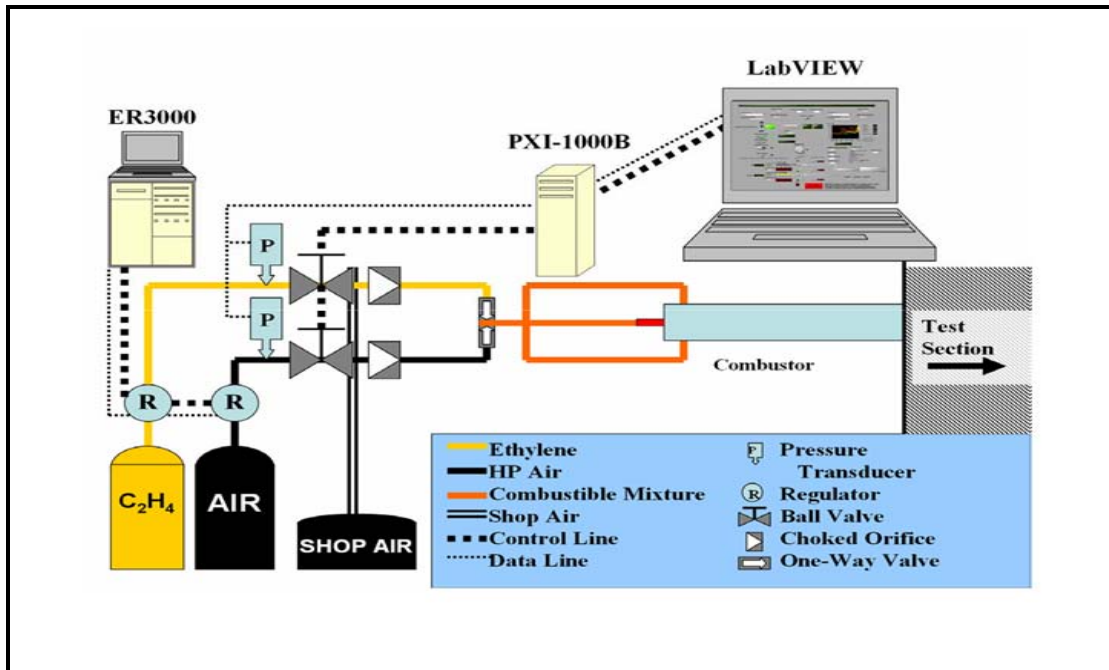 LabVIEW
ER3000
PXI-1000B
P
P
R
R
Test
Section
Combustor
C₂H₄
AIR
SHOP AIR
Ethylene
HP Air
Combustible Mixture
Shop Air
Control Line
Data Line
P
Pressure
Transducer
R
Regulator
Ball Valve
Choked Orifice
One-Way Valve